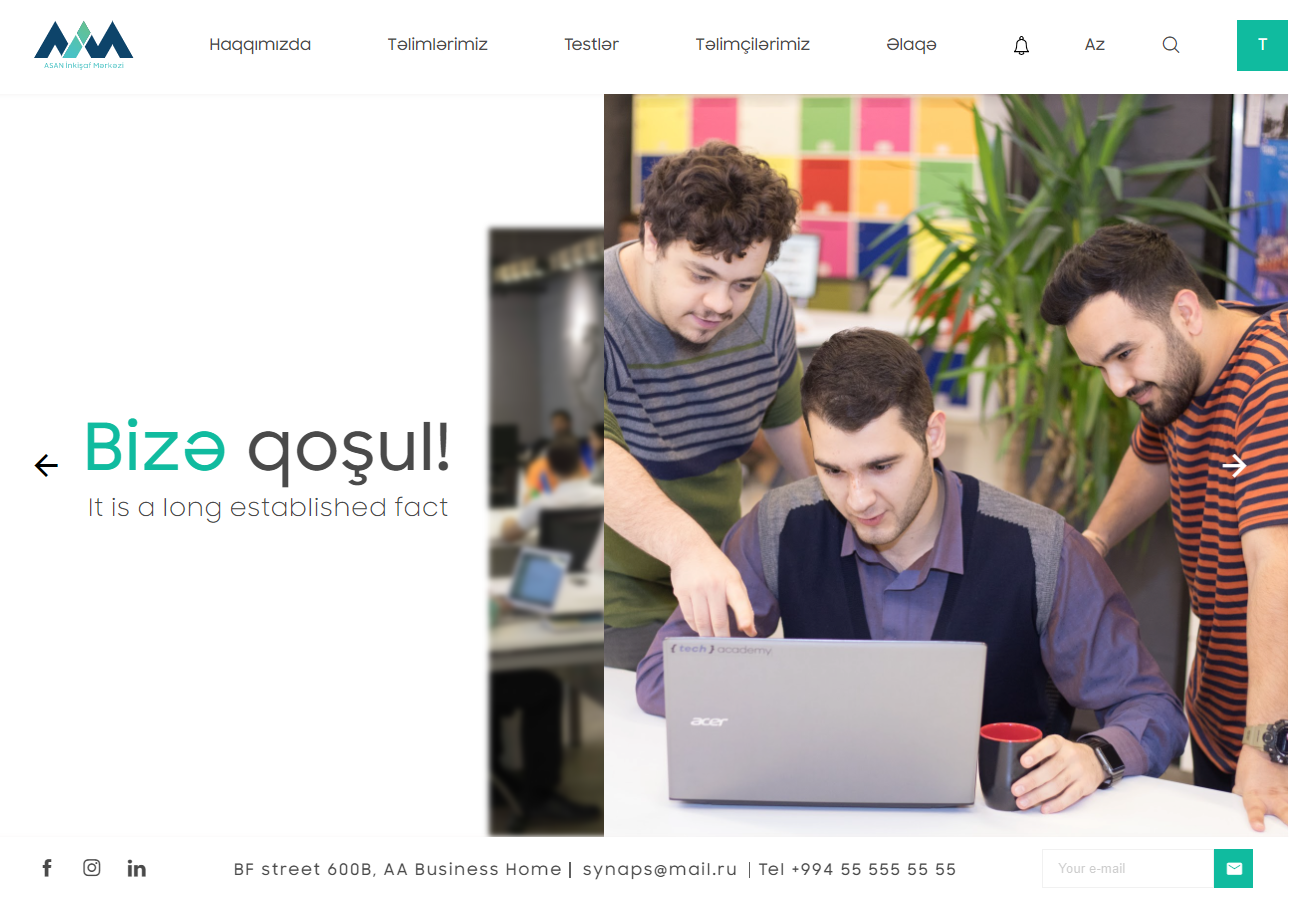 ASAN İnkişaf Mərkəzi
Haqqımızda Təlimlərimiz Testlər Təlimçilərimiz Əlaqə Az T
Bizə qoşul!
It is a long established fact
{ tech } academy
acer
BF street 600B, AA Business Home | synaps@mail.ru | Tel +994 55 555 55 55
Your e-mail